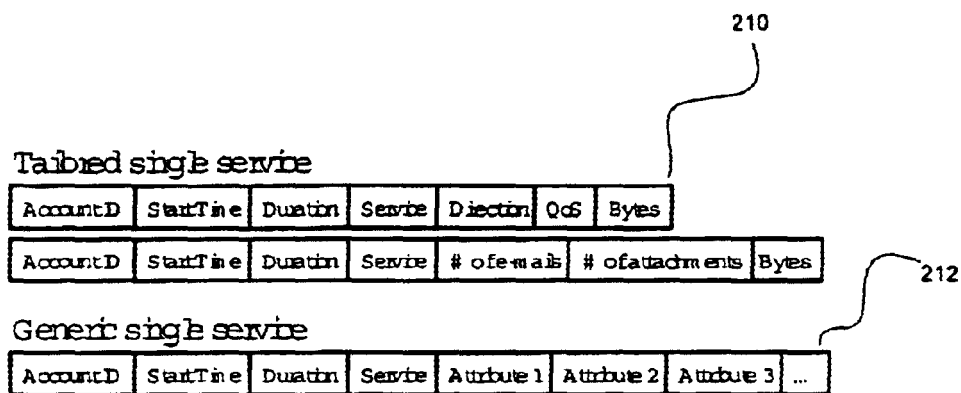 210
Tailored single service
AccountID StartTime Duration Service Direction QoS Bytes
AccountID StartTime Duration Service # of e-mails # of attachments Bytes
212
Generic single service
AccountID StartTime Duration Service Attribute 1 Attribute 2 Attribute 3 ...